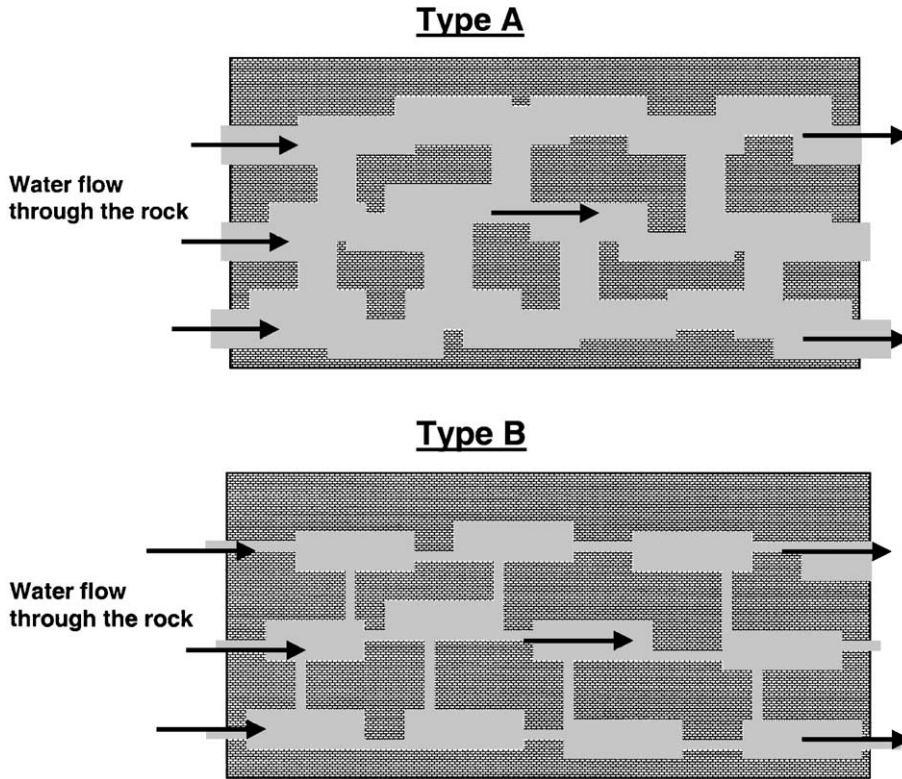 Type A
Water flow
through the rock
Type B
Water flow
through the rock